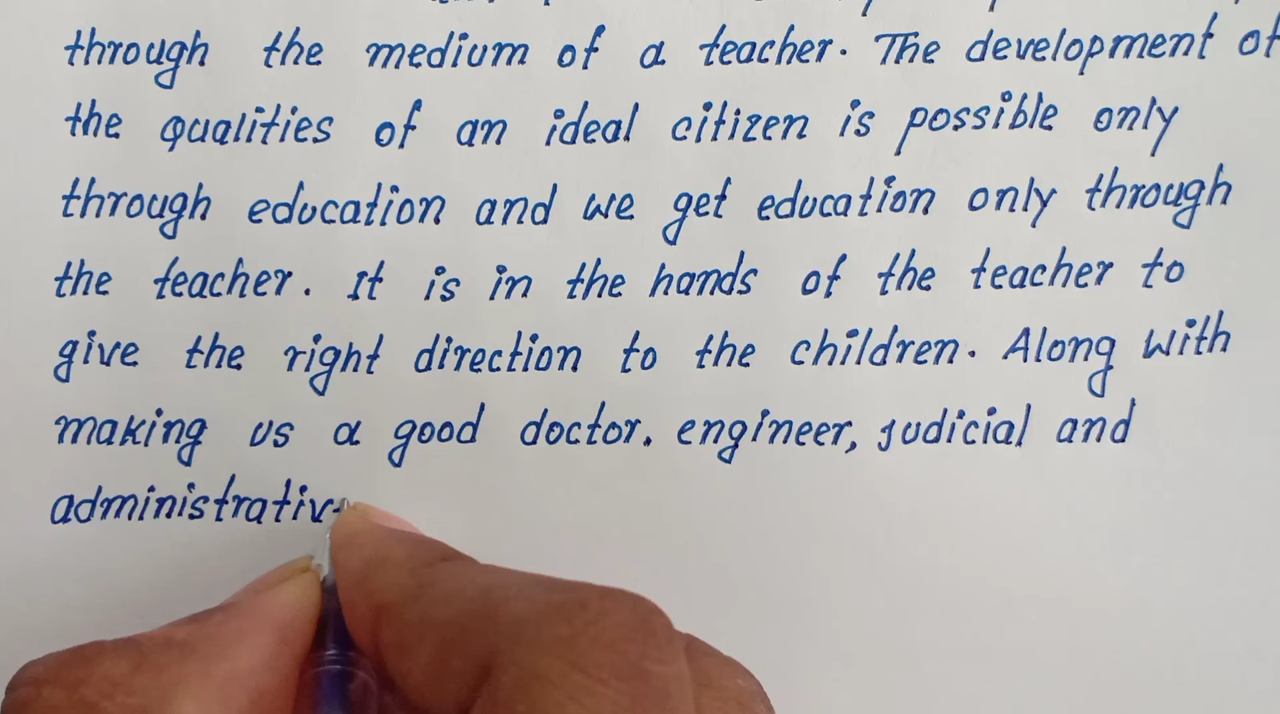 through the medium of a teacher. The development of
the qualities of an ideal citizen is possible only
through education and we get education only through
the teacher. It is in the hands of the teacher to
give the right direction to the children. Along with
making us a good doctor. engineer, judicial and
administrativ